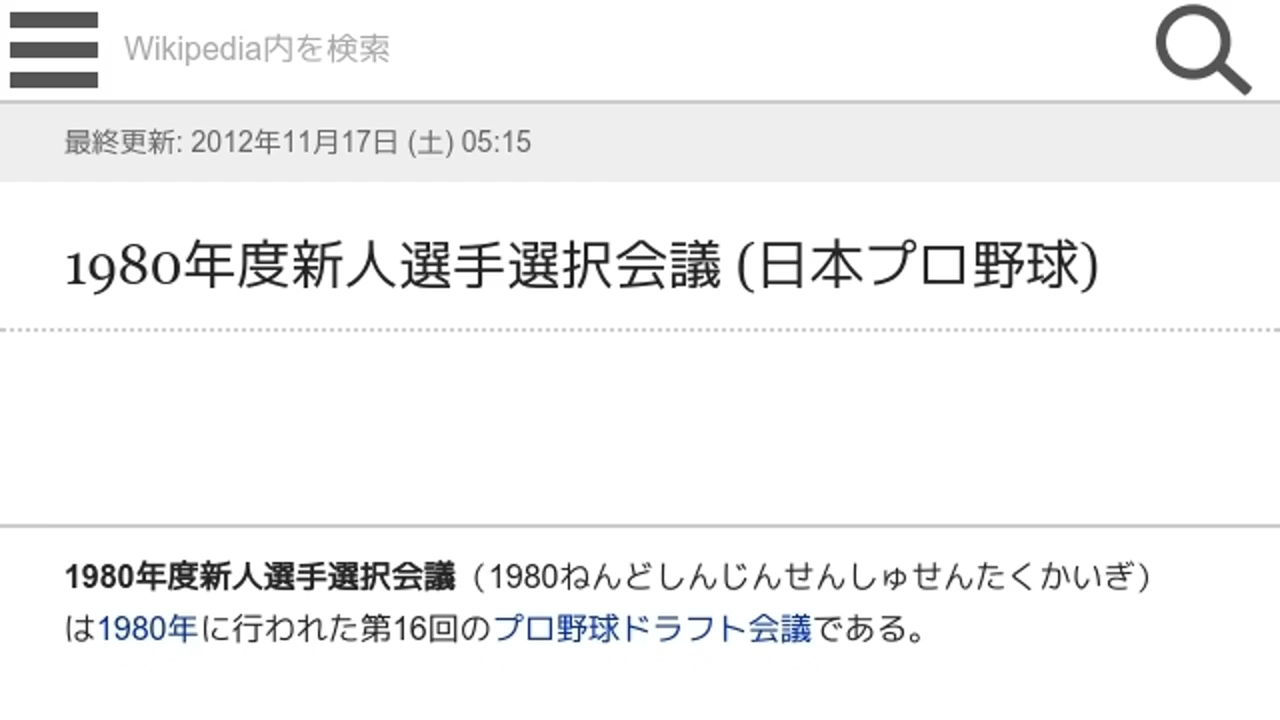 Wikipedia内を検索
最終更新: 2012年11月17日 (土) 05:15
1980年度新人選手選択会議 (日本プロ野球)
1980年度新人選手選択会議（1980ねんどしんじんせんしゅせんたくかいぎ）
は1980年に行われた第16回のプロ野球ドラフト会議である。